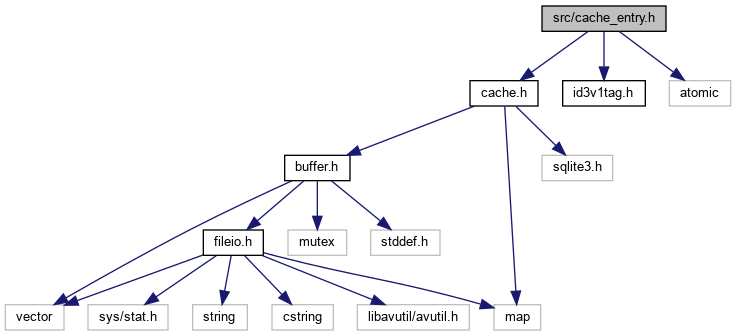 src/cache_entry.h
cache.h
id3v1tag.h
atomic
buffer.h
sqlite3.h
fileio.h
mutex
stddef.h
vector
sys/stat.h
string
cstring
libavutil/avutil.h
map